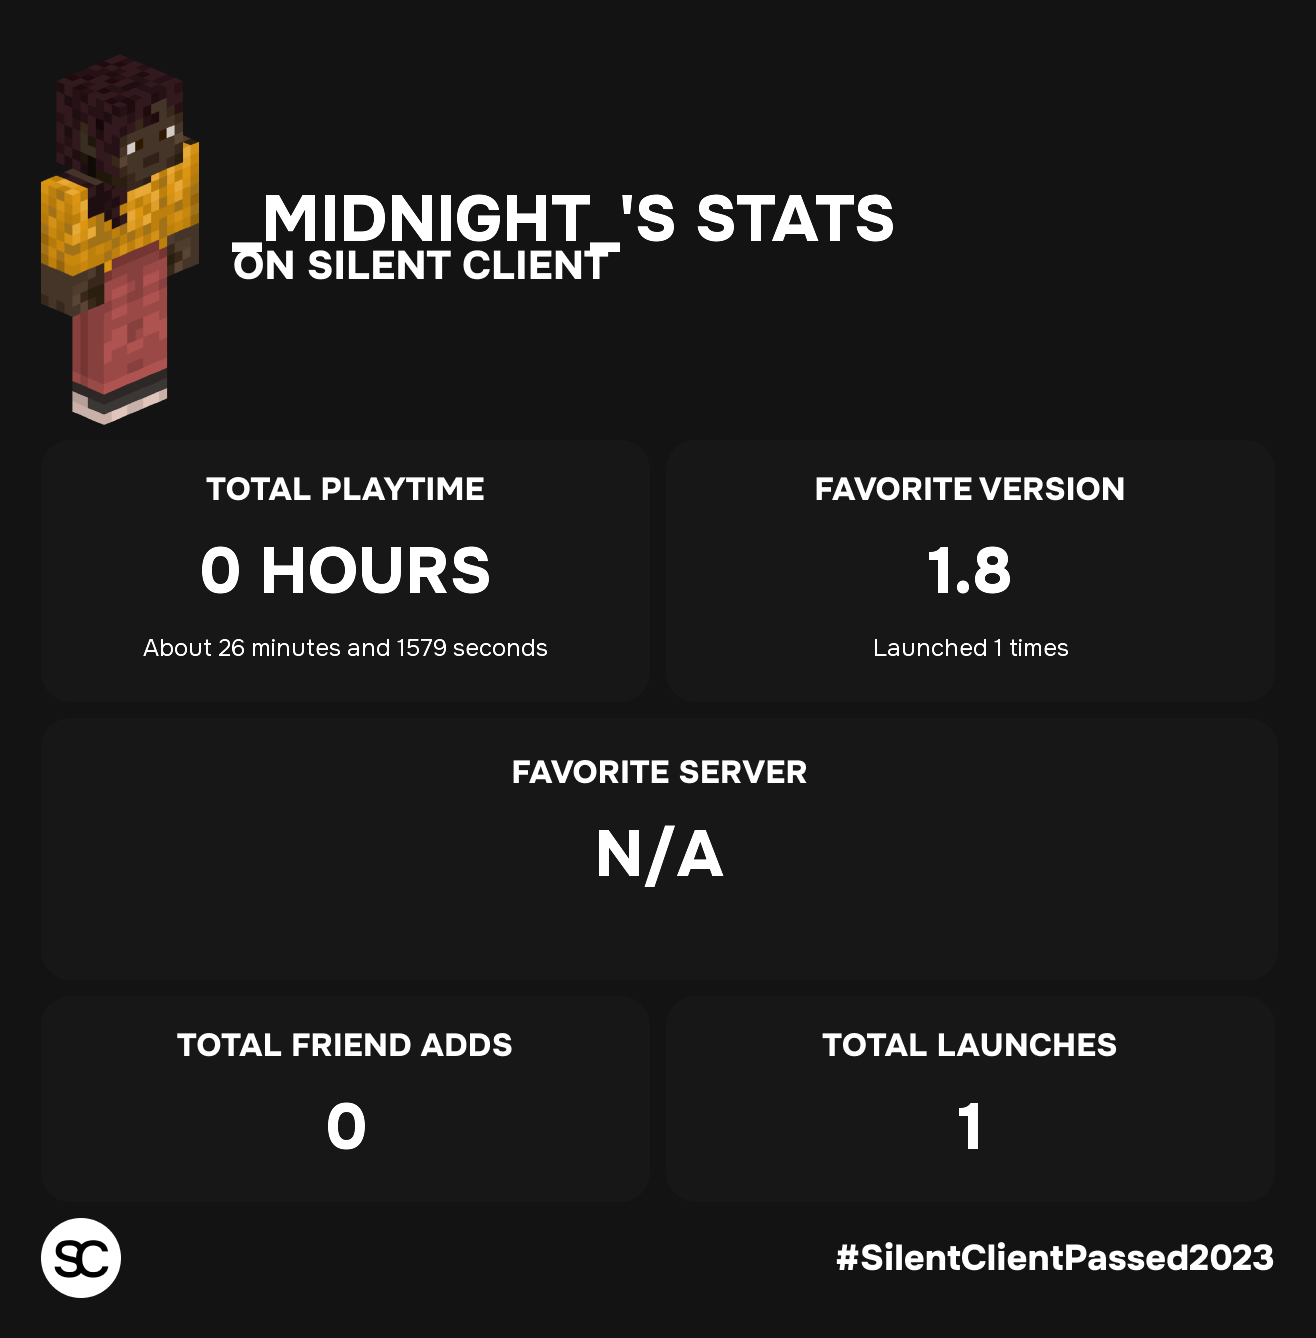 _MIDNIGHT_'S STATS
ON SILENT CLIENT
TOTAL PLAYTIME
0 HOURS
About 26 minutes and 1579 seconds
FAVORITE VERSION
1.8
Launched 1 times
FAVORITE SERVER
N/A
TOTAL FRIEND ADDS
0
TOTAL LAUNCHES
1
SC
#SilentClientPassed2023